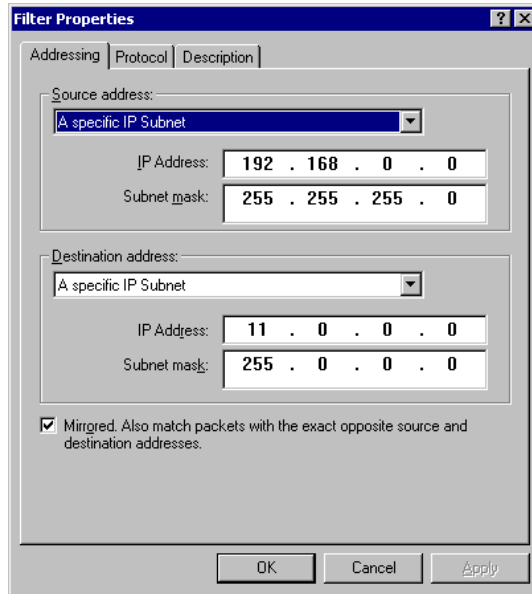 Filter Properties
Addressing Protocol Description
Source address:
A specific IP Subnet
IP Address: 192 . 168 . 0 . 0
Subnet mask: 255 . 255 . 255 . 0
Destination address:
A specific IP Subnet
IP Address: 11 . 0 . 0 . 0
Subnet mask: 255 . 0 . 0 . 0
Mirrored. Also match packets with the exact opposite source and
destination addresses.
OK Cancel Apply